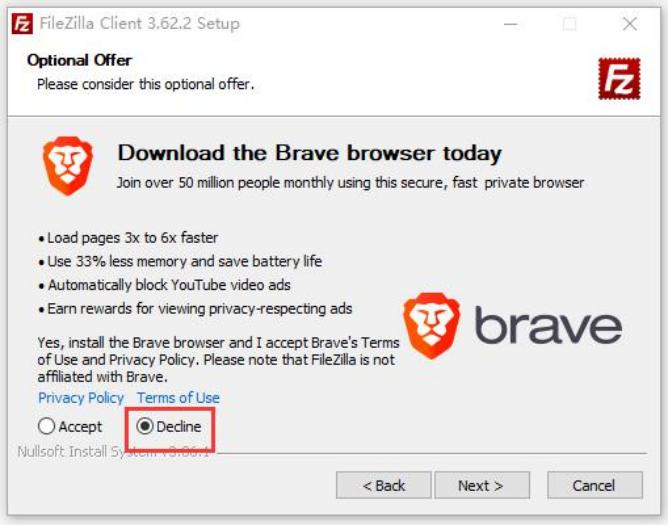 Fz FileZilla Client 3.62.2 Setup
Optional Offer
Please consider this optional offer.
Fz
Download the Brave browser today
Join over 50 million people monthly using this secure, fast private browser
• Load pages 3x to 6x faster
• Use 33% less memory and save battery life
• Automatically block YouTube video ads
• Earn rewards for viewing privacy-respecting ads
brave
Yes, install the Brave browser and I accept Brave's Terms
of Use and Privacy Policy. Please note that FileZilla is not
affiliated with Brave.
Privacy Policy Terms of Use
Accept Decline
Nullsoft Install System
< Back Next > Cancel